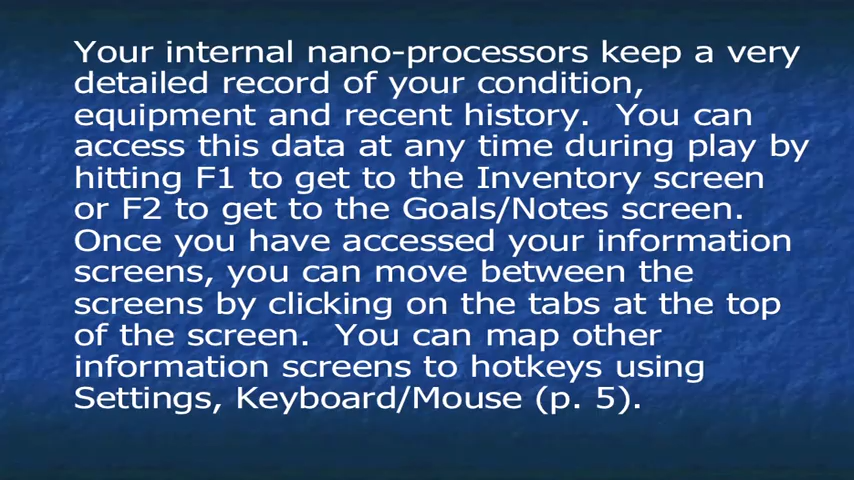 Your internal nano-processors keep a very
detailed record of your condition,
equipment and recent history.  You can
access this data at any time during play by
hitting F1 to get to the Inventory screen
or F2 to get to the Goals/Notes screen.
Once you have accessed your information
screens, you can move between the
screens by clicking on the tabs at the top
of the screen.  You can map other
information screens to hotkeys using
Settings, Keyboard/Mouse (p. 5).